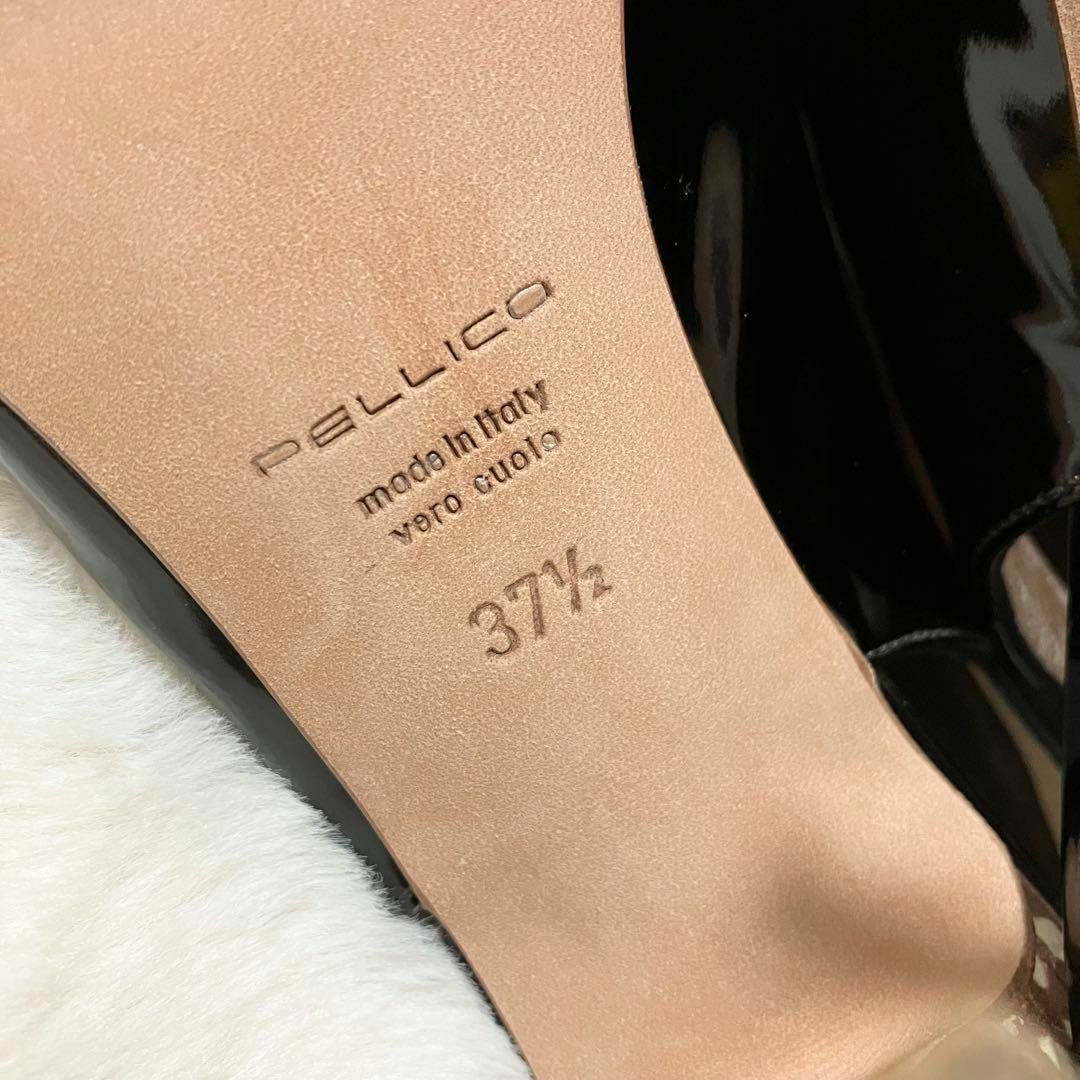 PELLICO
made in Italy
vero cuoio
37½